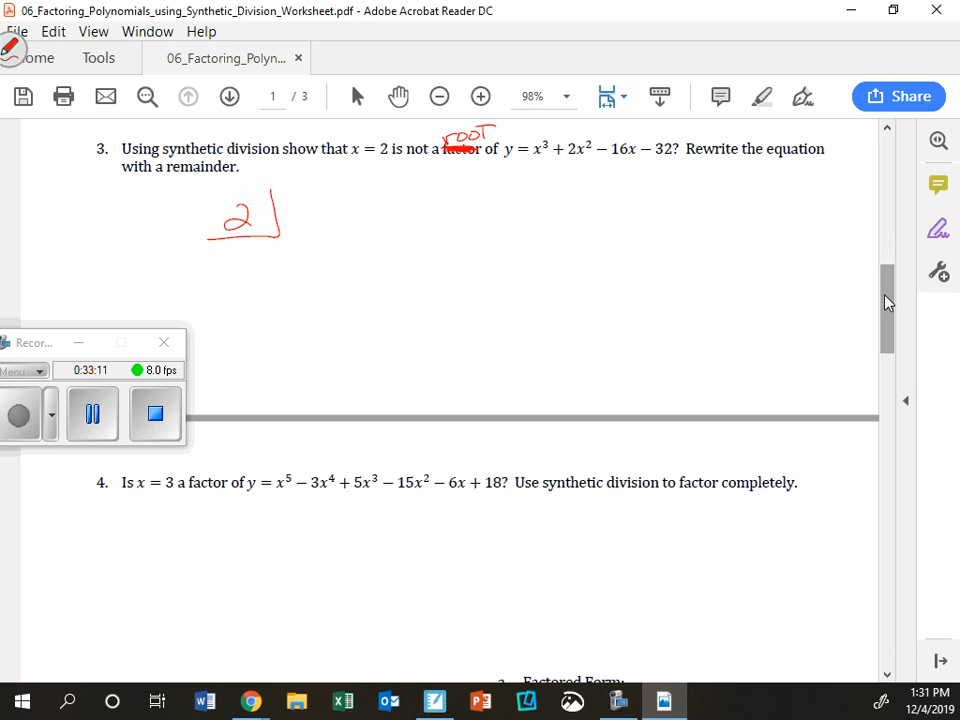 06_Factoring_Polynomials_using_Synthetic_Division_Worksheet.pdf - Adobe Acrobat Reader DC
File Edit View Window Help
Home Tools 06_Factoring_Polyn... ×
1 / 3 98% Share
root
3. Using synthetic division show that x = 2 is not a factor of y = x³ + 2x² − 16x − 32? Rewrite the equation
with a remainder.
2
Recor...
Menu 0:33:11 8.0 fps
4. Is x = 3 a factor of y = x⁵ − 3x⁴ + 5x³ − 15x² − 6x + 18? Use synthetic division to factor completely.
a. Factored Form:
1:31 PM
12/4/2019